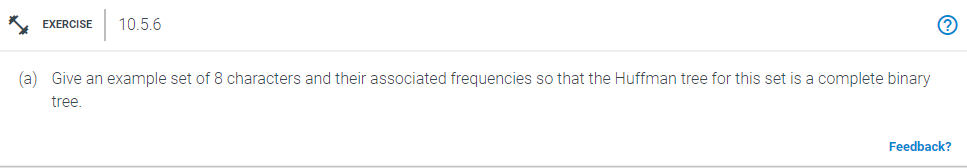 EXERCISE 10.5.6
(a) Give an example set of 8 characters and their associated frequencies so that the Huffman tree for this set is a complete binary
tree.
Feedback?